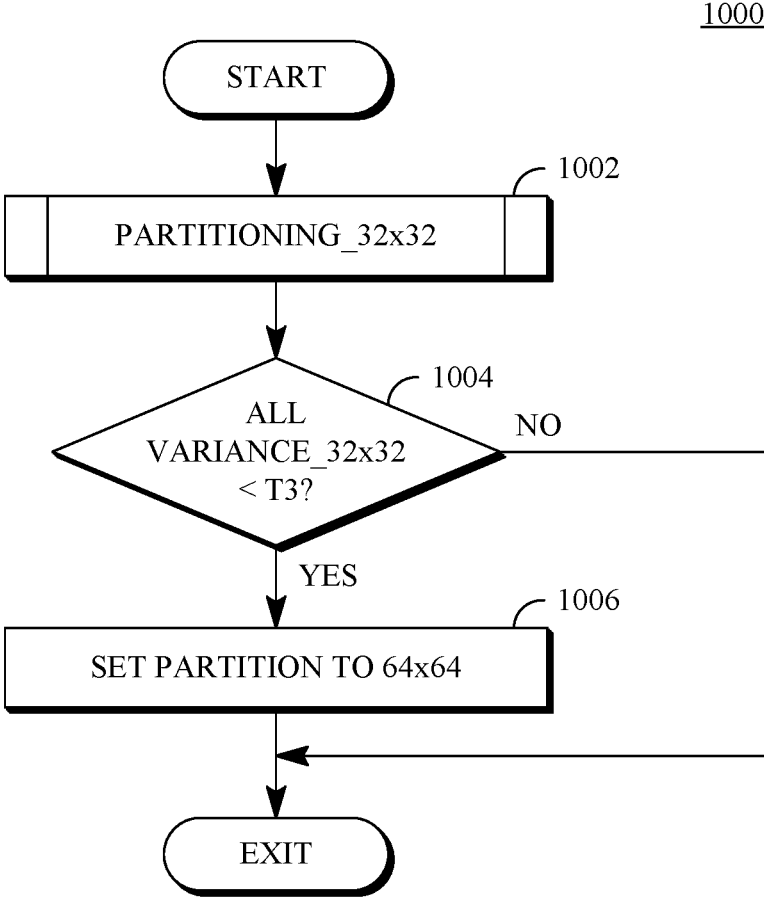 1000
START
1002
PARTITIONING_32x32
1004
ALL
VARIANCE_32x32
< T3?
NO
YES
1006
SET PARTITION TO 64x64
EXIT